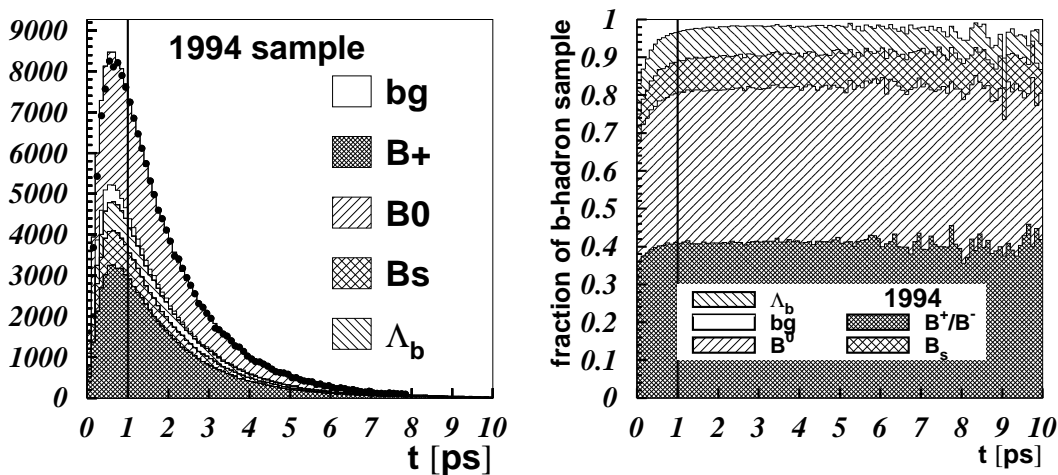 1994 sample
bg
B+
B0
Bs
Λb
9000
8000
7000
6000
5000
4000
3000
2000
1000
0
0 1 2 3 4 5 6 7 8 9 10
t [ps]
fraction of b-hadron sample
1
0.9
0.8
0.7
0.6
0.5
0.4
0.3
0.2
0.1
0
Λb 1994
bg B+/B-
B0 Bs
0 1 2 3 4 5 6 7 8 9 10
t [ps]